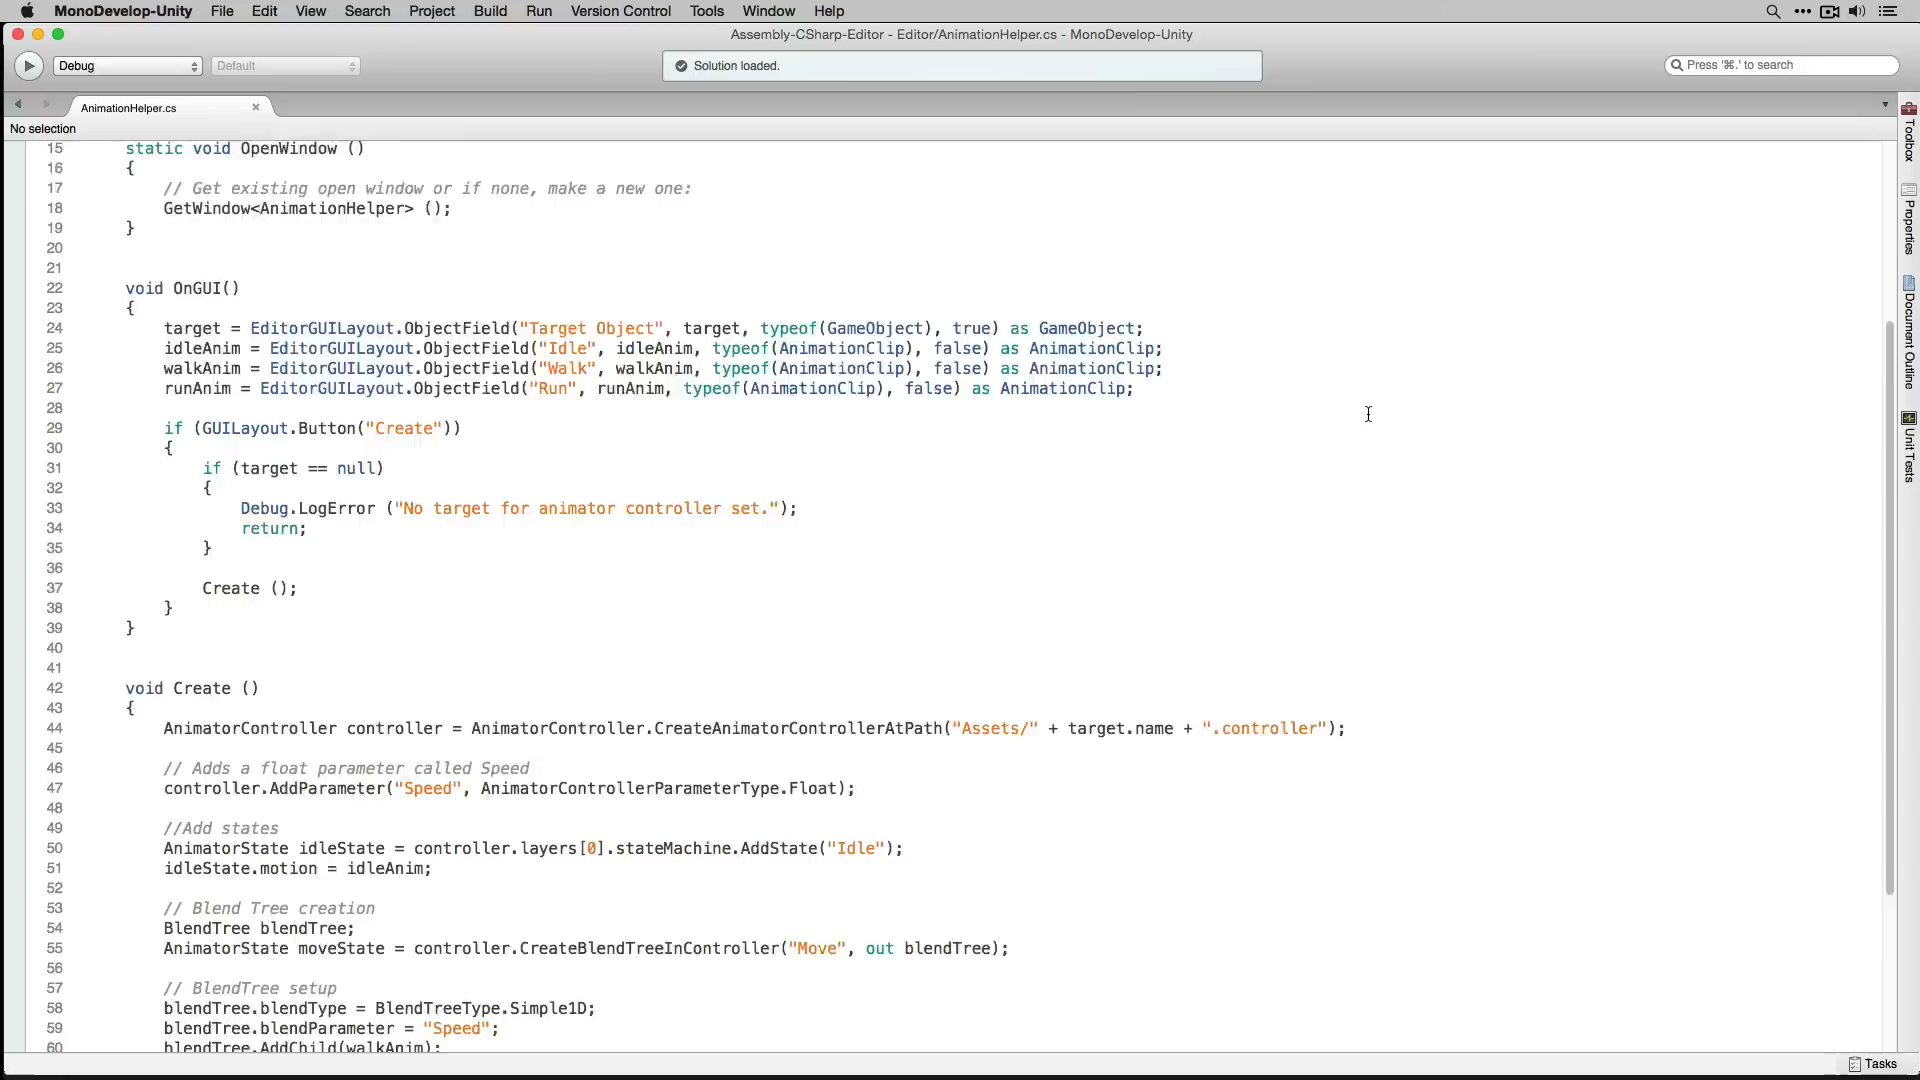 MonoDevelop-Unity File Edit View Search Project Build Run Version Control Tools Window Help
Assembly-CSharp-Editor - Editor/AnimationHelper.cs - MonoDevelop-Unity
Debug Default Solution loaded. Press '⌘.' to search
AnimationHelper.cs
No selection
15 static void OpenWindow ()
16 {
17 // Get existing open window or if none, make a new one:
18 GetWindow<AnimationHelper> ();
19 }
20
21
22 void OnGUI()
23 {
24 target = EditorGUILayout.ObjectField("Target Object", target, typeof(GameObject), true) as GameObject;
25 idleAnim = EditorGUILayout.ObjectField("Idle", idleAnim, typeof(AnimationClip), false) as AnimationClip;
26 walkAnim = EditorGUILayout.ObjectField("Walk", walkAnim, typeof(AnimationClip), false) as AnimationClip;
27 runAnim = EditorGUILayout.ObjectField("Run", runAnim, typeof(AnimationClip), false) as AnimationClip;
28
29 if (GUILayout.Button("Create"))
30 {
31 if (target == null)
32 {
33 Debug.LogError ("No target for animator controller set.");
34 return;
35 }
36
37 Create ();
38 }
39 }
40
41
42 void Create ()
43 {
44 AnimatorController controller = AnimatorController.CreateAnimatorControllerAtPath("Assets/" + target.name + ".controller");
45
46 // Adds a float parameter called Speed
47 controller.AddParameter("Speed", AnimatorControllerParameterType.Float);
48
49 //Add states
50 AnimatorState idleState = controller.layers[0].stateMachine.AddState("Idle");
51 idleState.motion = idleAnim;
52
53 // Blend Tree creation
54 BlendTree blendTree;
55 AnimatorState moveState = controller.CreateBlendTreeInController("Move", out blendTree);
56
57 // BlendTree setup
58 blendTree.blendType = BlendTreeType.Simple1D;
59 blendTree.blendParameter = "Speed";
60 blendTree.AddChild(walkAnim);
Toolbox
Properties
Document Outline
Unit Tests
Tasks